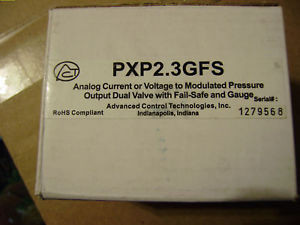 ACT
PXP2.3GFS
Analog Current or Voltage to Modulated Pressure
Output Dual Valve with Fail-Safe and Gauge
Serial#:
Advanced Control Technologies, Inc.
RoHS Compliant
Indianapolis, Indiana
1279568